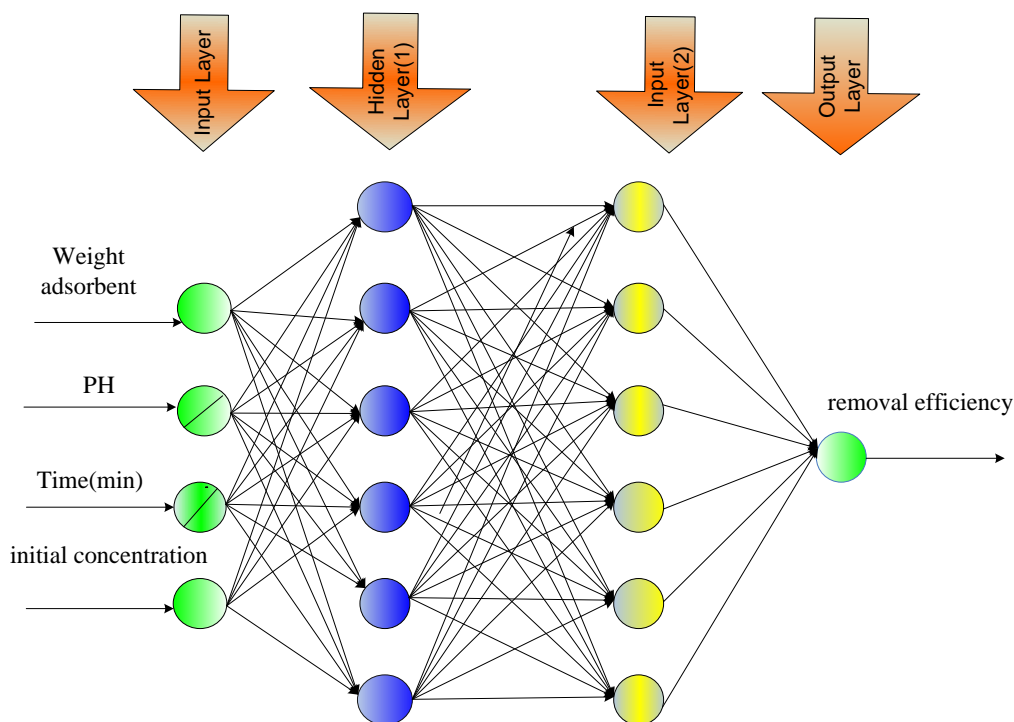 Input Layer
Hidden
Layer(1)
Input
Layer(2)
Output
Layer
Weight
adsorbent
PH
Time(min)
initial concentration
removal efficiency